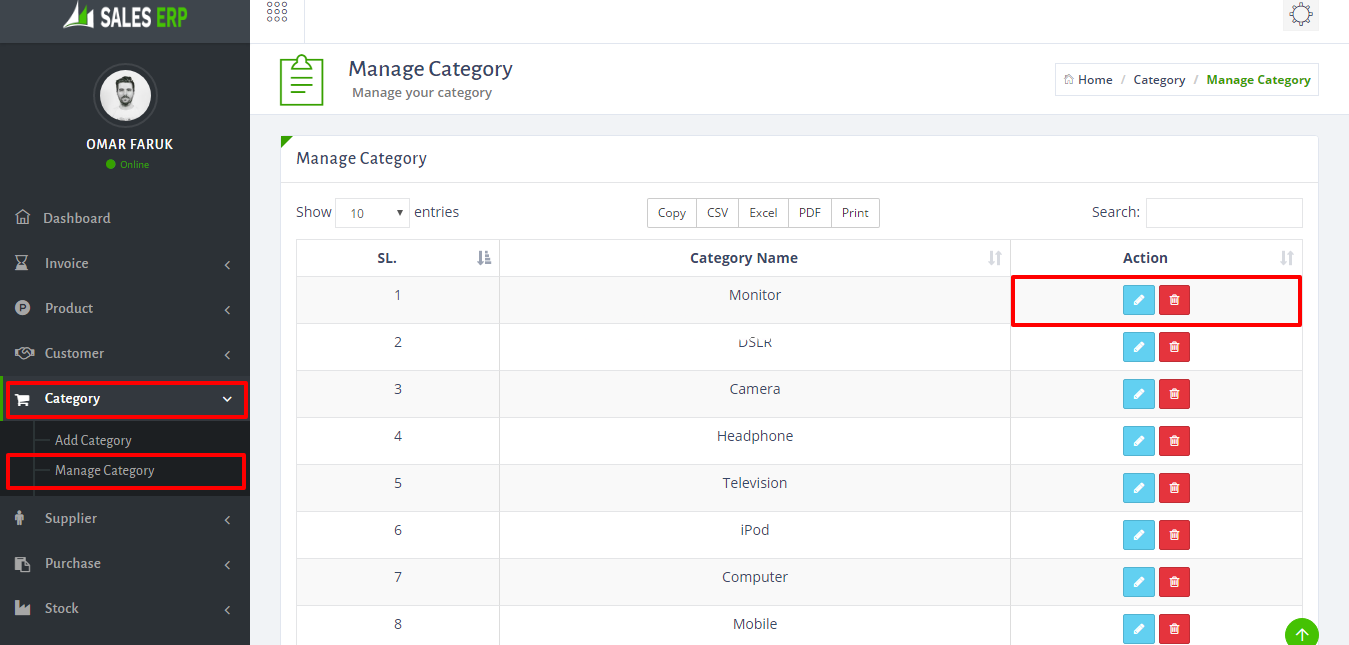 SALES ERP
OMAR FARUK
Online
Dashboard
Invoice
Product
Customer
Category
Add Category
Manage Category
Supplier
Purchase
Stock
Manage Category
Manage your category
Home / Category / Manage Category
Manage Category
Show 10 entries
Copy CSV Excel PDF Print
Search:
SL. Category Name Action
1 Monitor
2 DSLR
3 Camera
4 Headphone
5 Television
6 iPod
7 Computer
8 Mobile